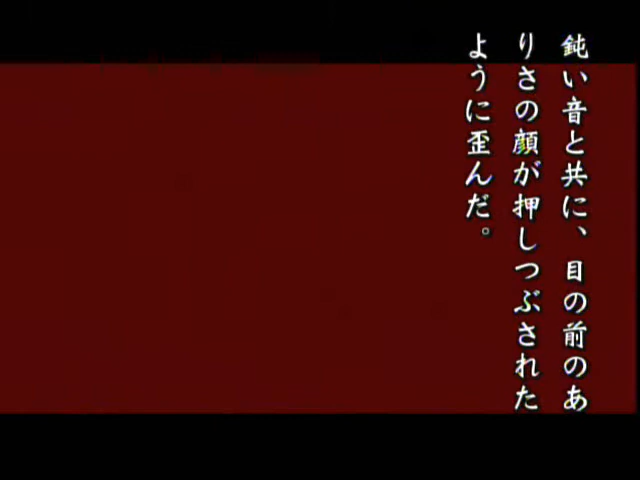 鈍い音と共に、目の前のあ
りさの顔が押しつぶされた
ように歪んだ。